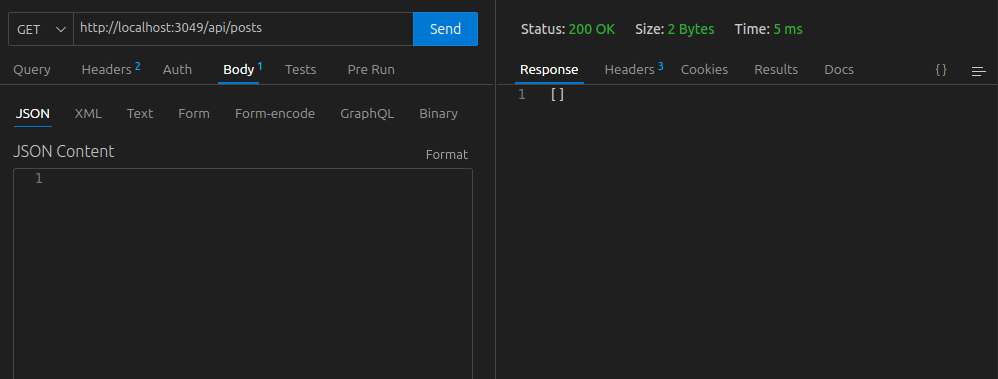 GET http://localhost:3049/api/posts Send
Query Headers 2 Auth Body 1 Tests Pre Run
JSON XML Text Form Form-encode GraphQL Binary
JSON Content Format
1
Status: 200 OK Size: 2 Bytes Time: 5 ms
Response Headers 3 Cookies Results Docs {}
1 []